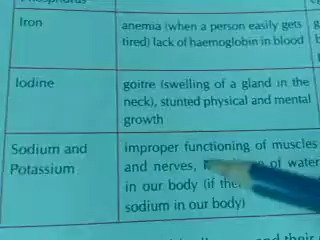 Iron
anemia (when a person easily gets
tired) lack of haemoglobin in blood
Iodine
goitre (swelling of a gland in the
neck), stunted physical and mental
growth
Sodium and
Potassium
improper functioning of muscles
and nerves, of water
in our body (if
sodium in our body)